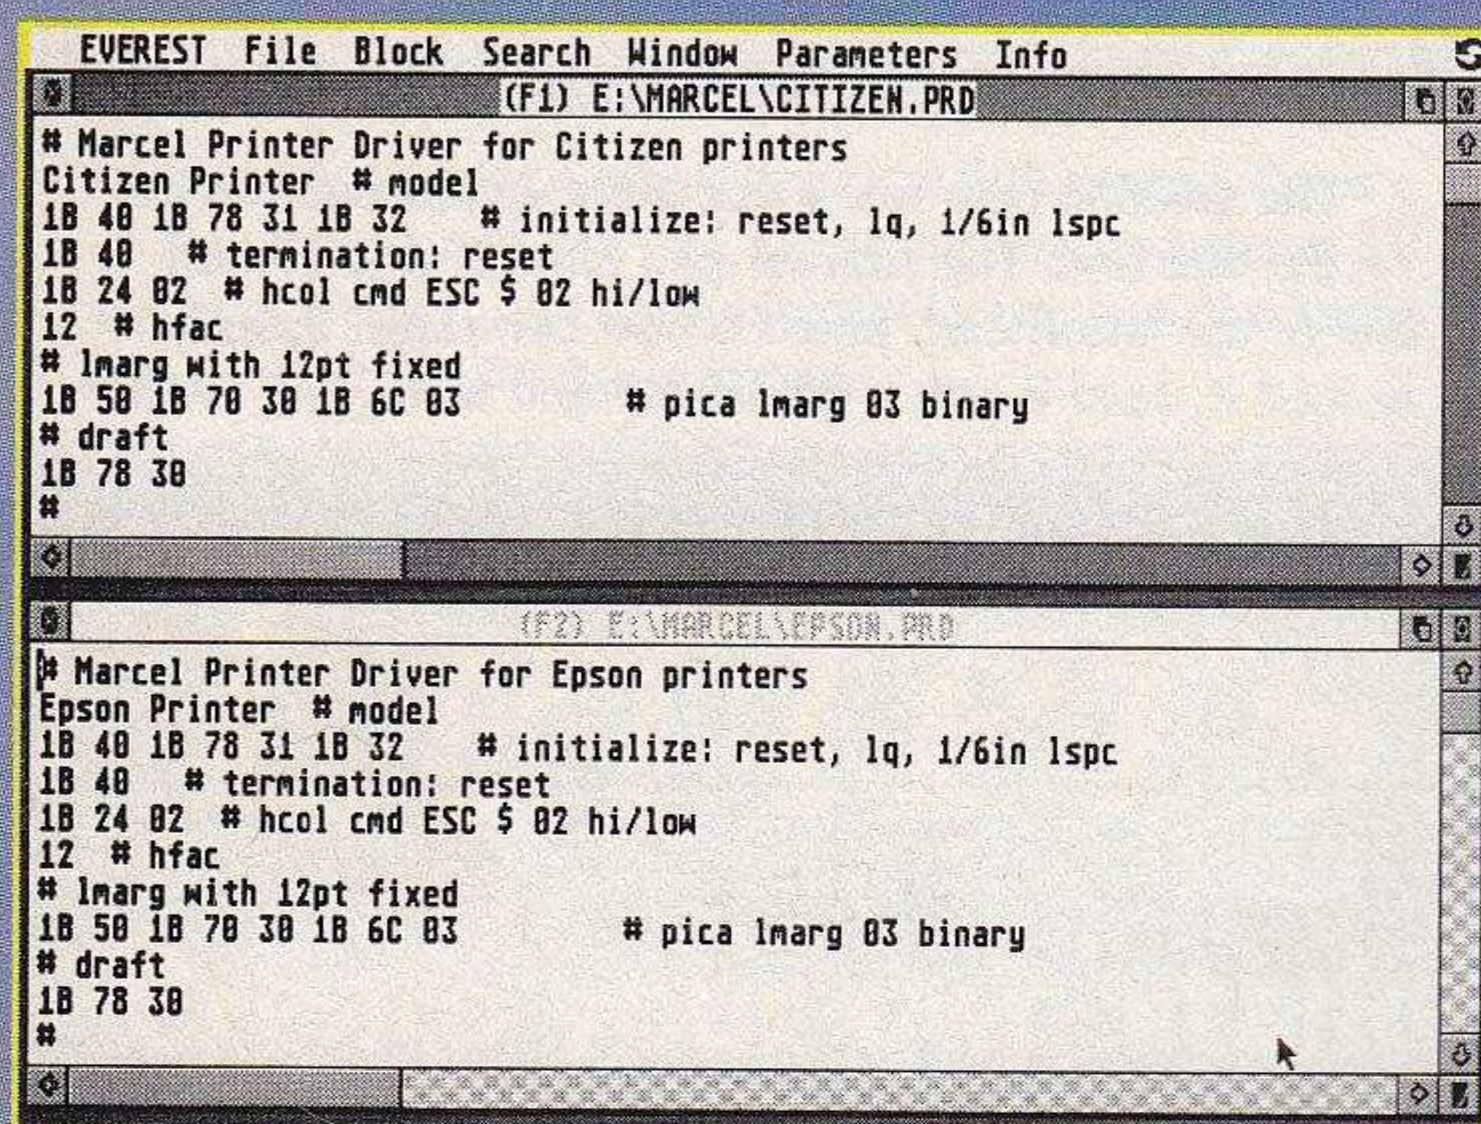 EVEREST File Block Search Window Parameters Info
(F1) E:\MARCEL\CITIZEN.PRD
# Marcel Printer Driver for Citizen printers
Citizen Printer # model
1B 40 1B 78 31 1B 32 # initialize: reset, lq, 1/6in lspc
1B 40 # termination: reset
1B 24 02 # hcol cmd ESC $ 02 hi/low
12 # hfac
# lmarg with 12pt fixed
1B 50 1B 70 30 1B 6C 03 # pica lmarg 03 binary
# draft
1B 78 30
#
(F2) E:\MARCEL\EPSON.PRD
# Marcel Printer Driver for Epson printers
Epson Printer # model
1B 40 1B 78 31 1B 32 # initialize: reset, lq, 1/6in lspc
1B 40 # termination: reset
1B 24 02 # hcol cmd ESC $ 02 hi/low
12 # hfac
# lmarg with 12pt fixed
1B 50 1B 70 30 1B 6C 03 # pica lmarg 03 binary
# draft
1B 78 30
#